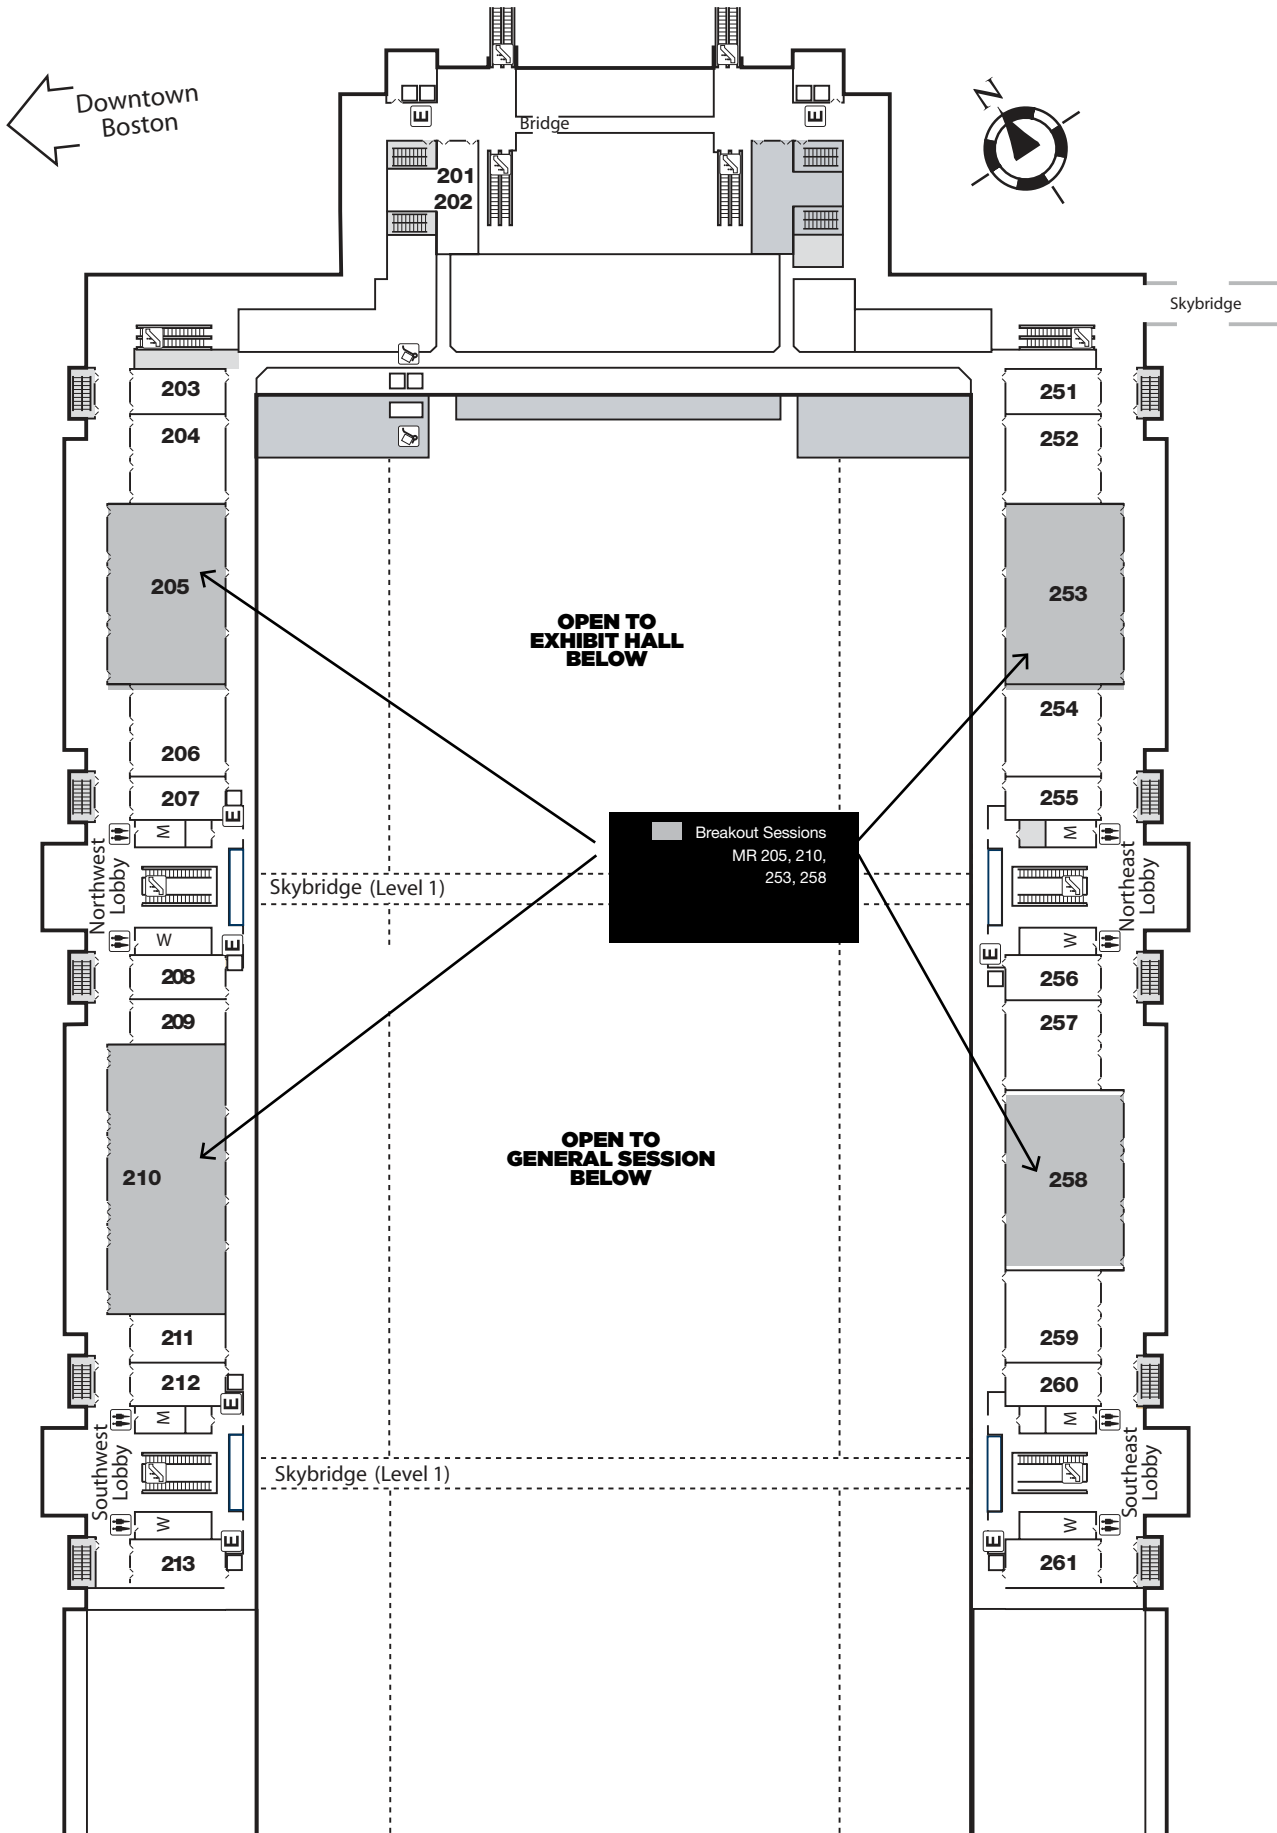 Downtown
Boston
N
E
E
Bridge
201
202
Skybridge
203
251
204
252
205
253
OPEN TO
EXHIBIT HALL
BELOW
254
206
207
255
E
M
M
Breakout Sessions
MR 205, 210,
253, 258
Northwest
Lobby
Skybridge (Level 1)
Northeast
Lobby
W
W
E
E
208
256
209
257
OPEN TO
GENERAL SESSION
BELOW
210
258
211
259
212
260
E
M
M
Southwest
Lobby
Skybridge (Level 1)
Southeast
Lobby
W
W
E
E
213
261